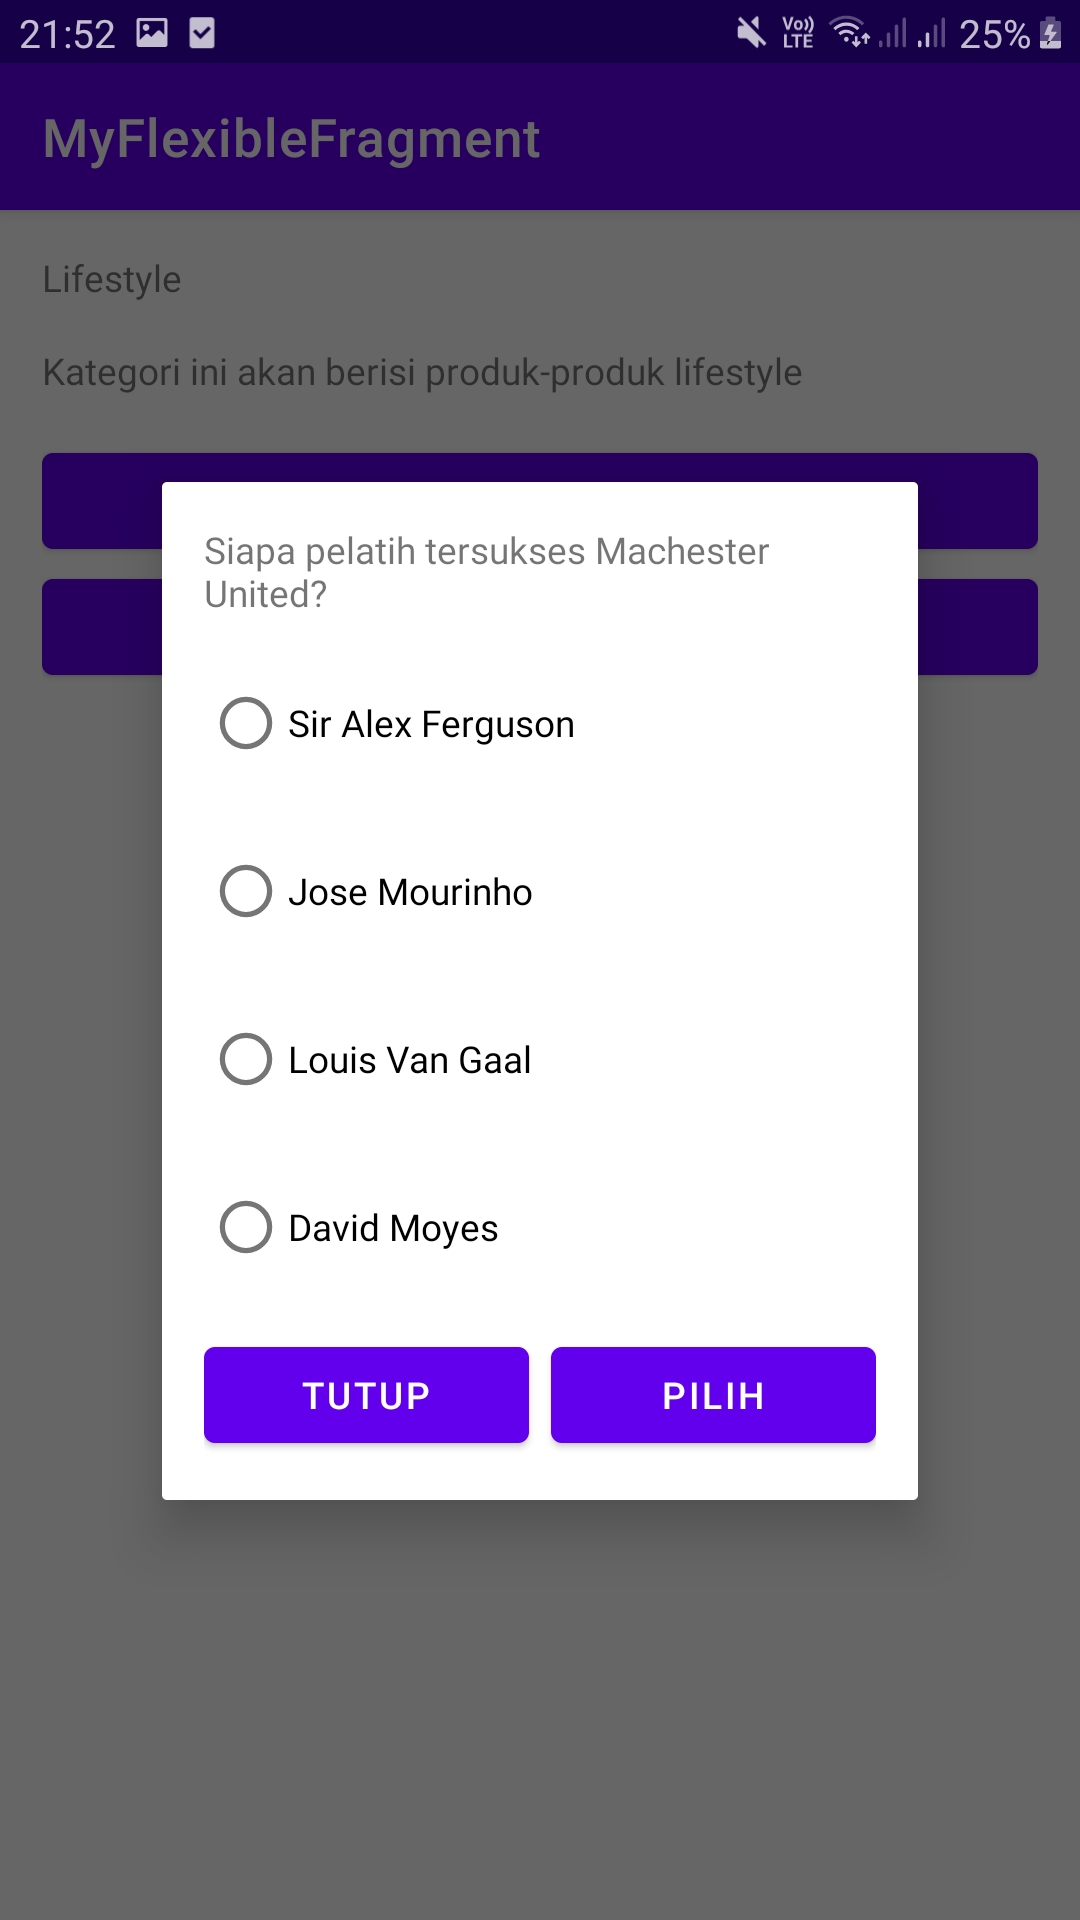 21:52 Vo)) LTE 25%
MyFlexibleFragment
Lifestyle
Kategori ini akan berisi produk-produk lifestyle
Siapa pelatih tersukses Machester
United?
Sir Alex Ferguson
Jose Mourinho
Louis Van Gaal
David Moyes
TUTUP PILIH